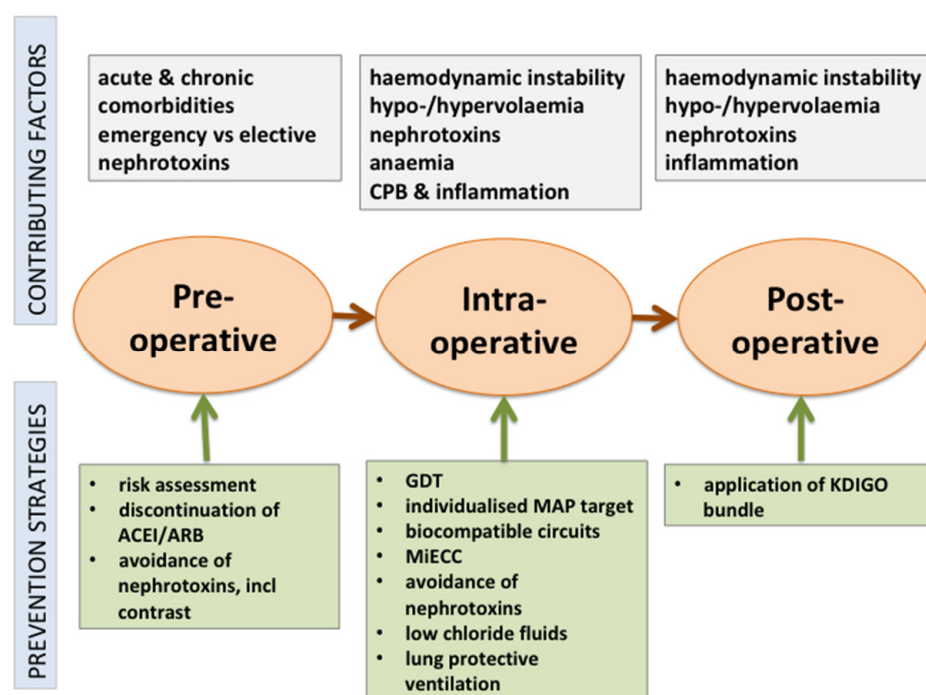 CONTRIBUTING FACTORS
acute & chronic
comorbidities
emergency vs elective
nephrotoxins
haemodynamic instability
hypo-/hypervolaemia
nephrotoxins
anaemia
CPB & inflammation
haemodynamic instability
hypo-/hypervolaemia
nephrotoxins
inflammation
Pre-
operative
Intra-
operative
Post-
operative
PREVENTION STRATEGIES
• risk assessment
• discontinuation of
ACEI/ARB
• avoidance of
nephrotoxins, incl
contrast
• GDT
• individualised MAP target
• biocompatible circuits
• MiECC
• avoidance of
nephrotoxins
• low chloride fluids
• lung protective
ventilation
• application of KDIGO
bundle